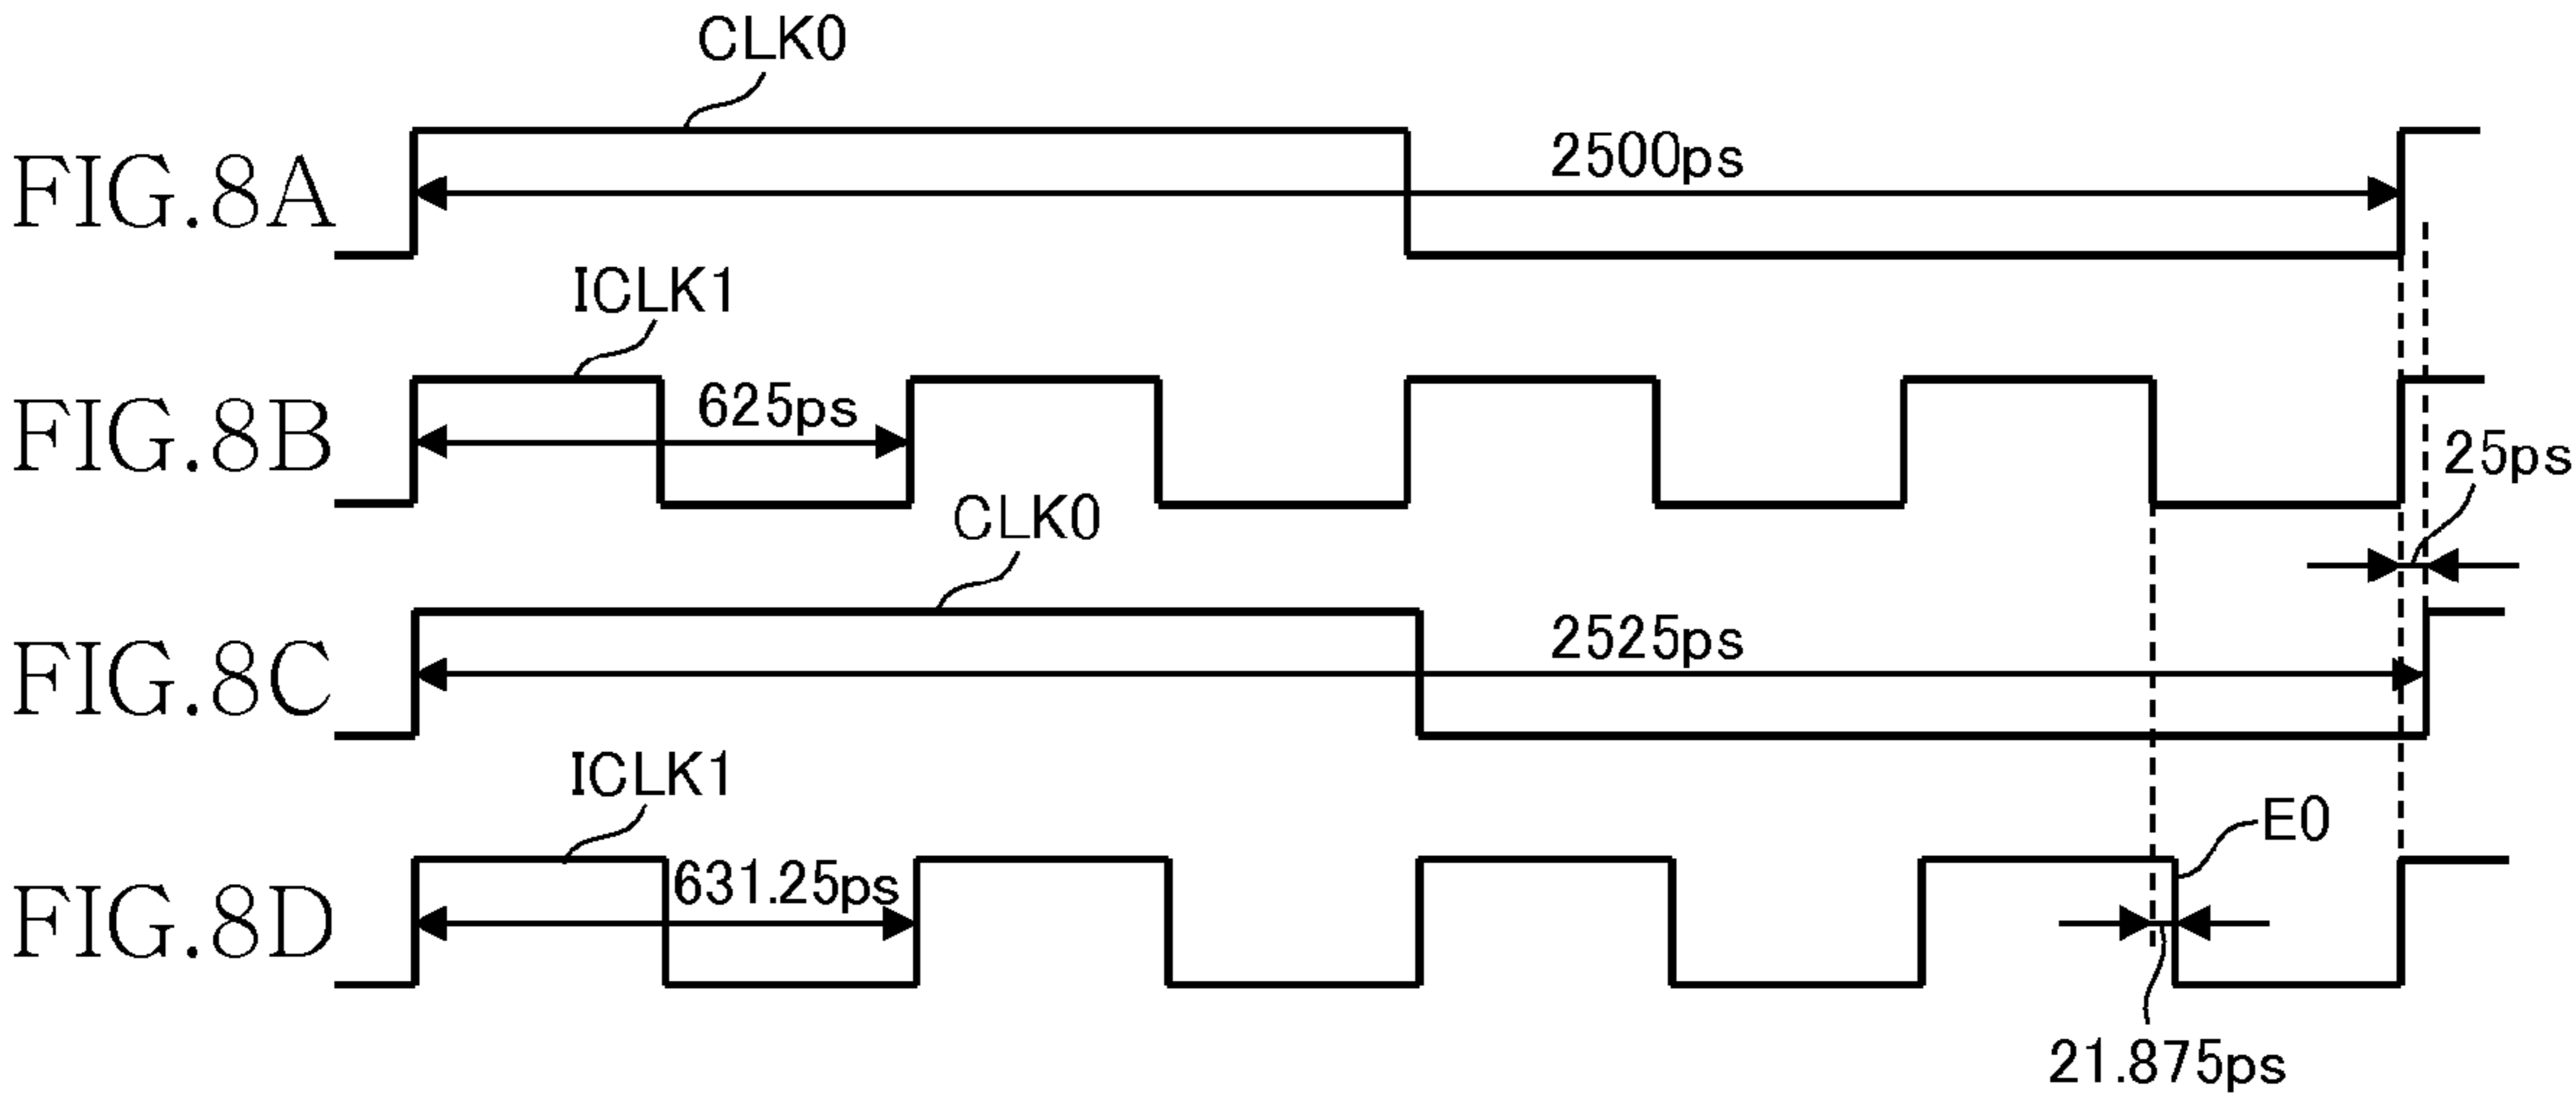 CLK0
FIG.8A
2500ps
ICLK1
FIG.8B
625ps
25ps
CLK0
FIG.8C
2525ps
ICLK1
E0
FIG.8D
631.25ps
21.875ps